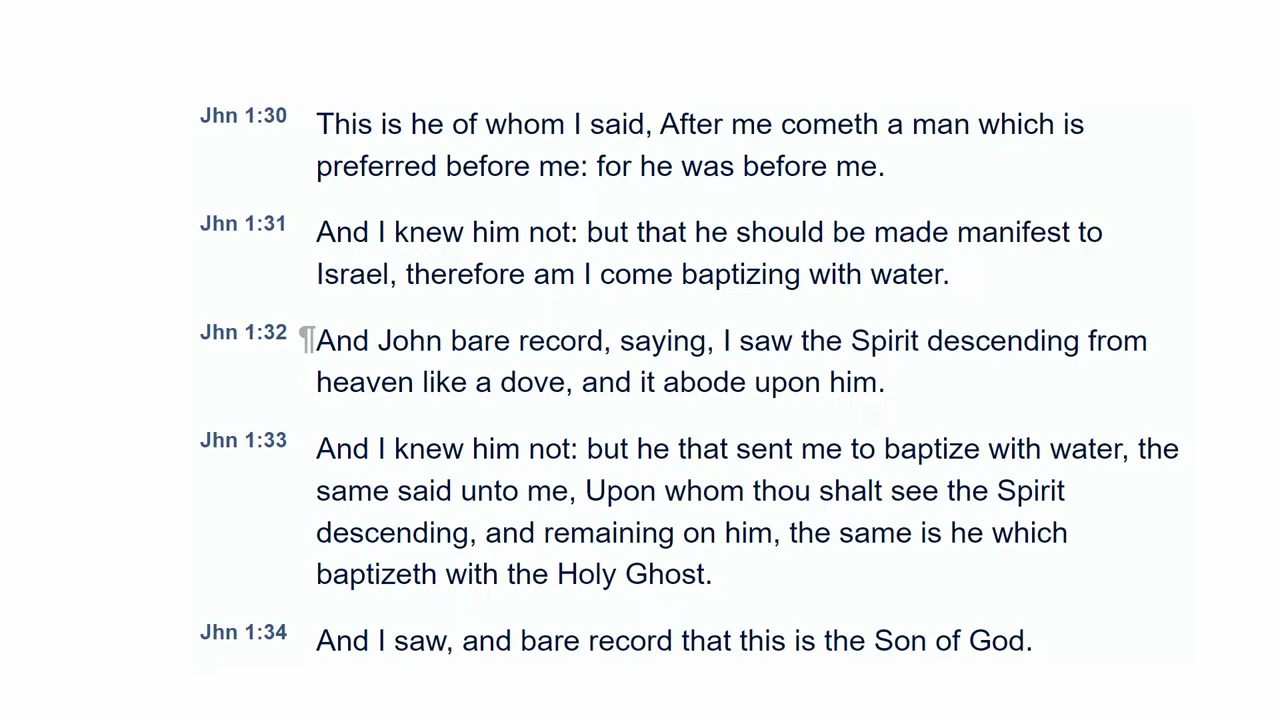 Jhn 1:30 This is he of whom I said, After me cometh a man which is
preferred before me: for he was before me.
Jhn 1:31 And I knew him not: but that he should be made manifest to
Israel, therefore am I come baptizing with water.
Jhn 1:32 ¶And John bare record, saying, I saw the Spirit descending from
heaven like a dove, and it abode upon him.
Jhn 1:33 And I knew him not: but he that sent me to baptize with water, the
same said unto me, Upon whom thou shalt see the Spirit
descending, and remaining on him, the same is he which
baptizeth with the Holy Ghost.
Jhn 1:34 And I saw, and bare record that this is the Son of God.